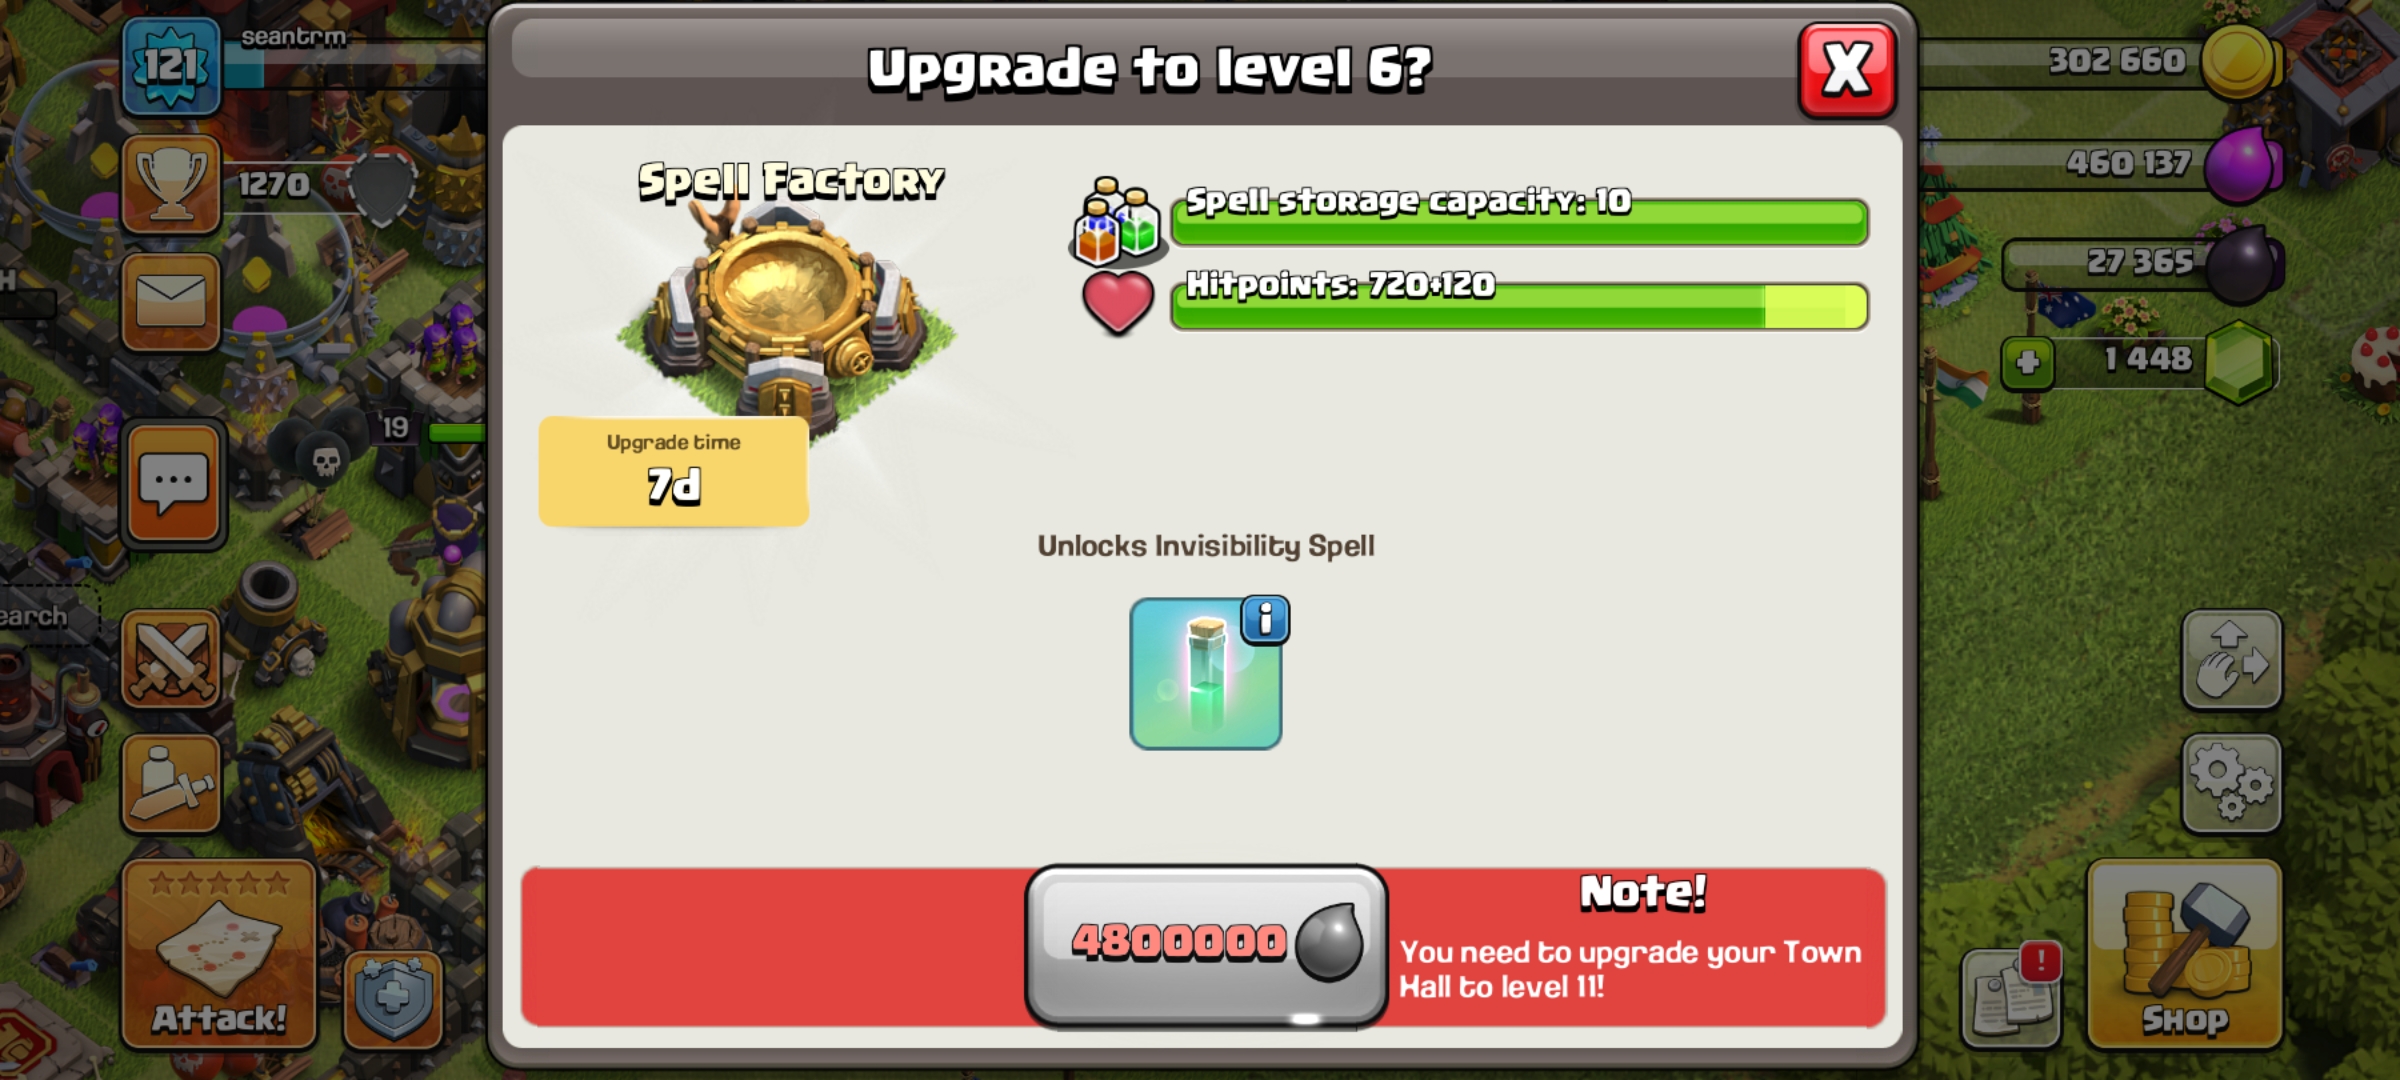 121
seantrm
Upgrade to level 6?
X
302 660
Spell Factory
Spell storage capacity: 10
460 137
1270
Hitpoints: 720+120
27 365
1 448
19
Upgrade time
7d
Unlocks Invisibility Spell
i
earch
4800000
Note!
You need to upgrade your Town
Hall to level 11!
!
Attack!
Shop